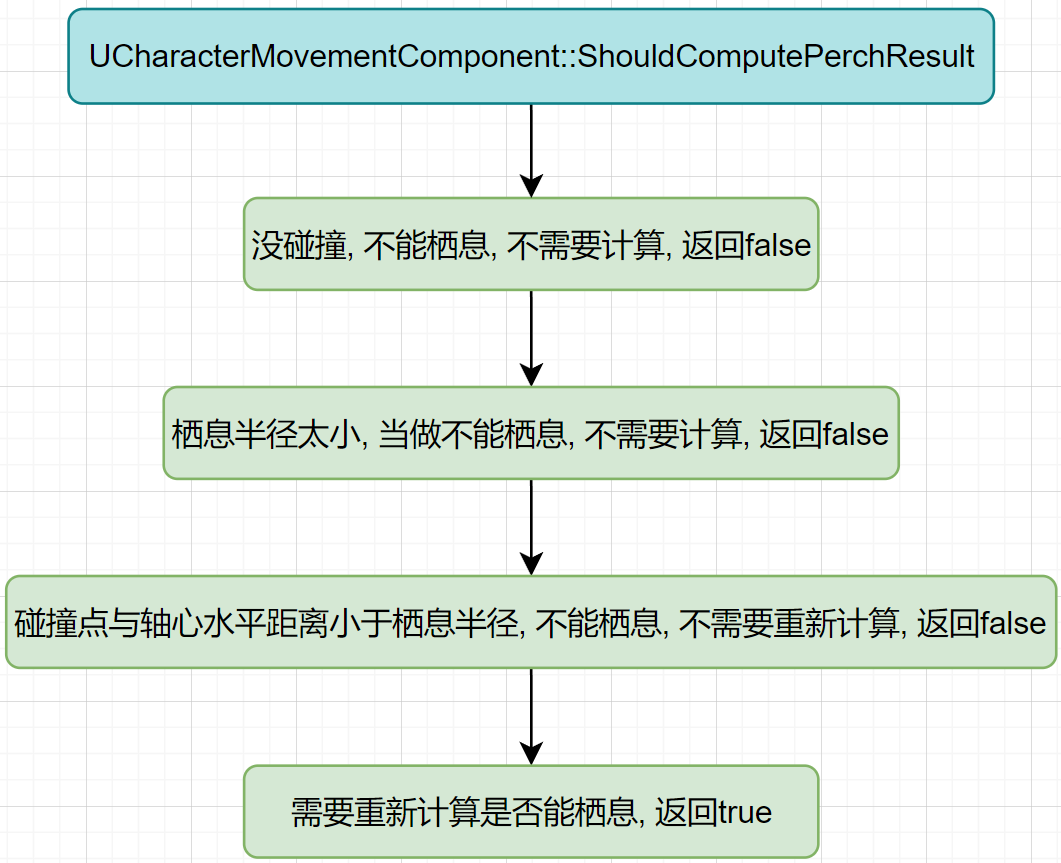 UCharacterMovementComponent::ShouldComputePerchResult
没碰撞, 不能栖息, 不需要计算, 返回false
栖息半径太小, 当做不能栖息, 不需要计算, 返回false
碰撞点与轴心水平距离小于栖息半径, 不能栖息, 不需要重新计算, 返回false
需要重新计算是否能栖息, 返回true